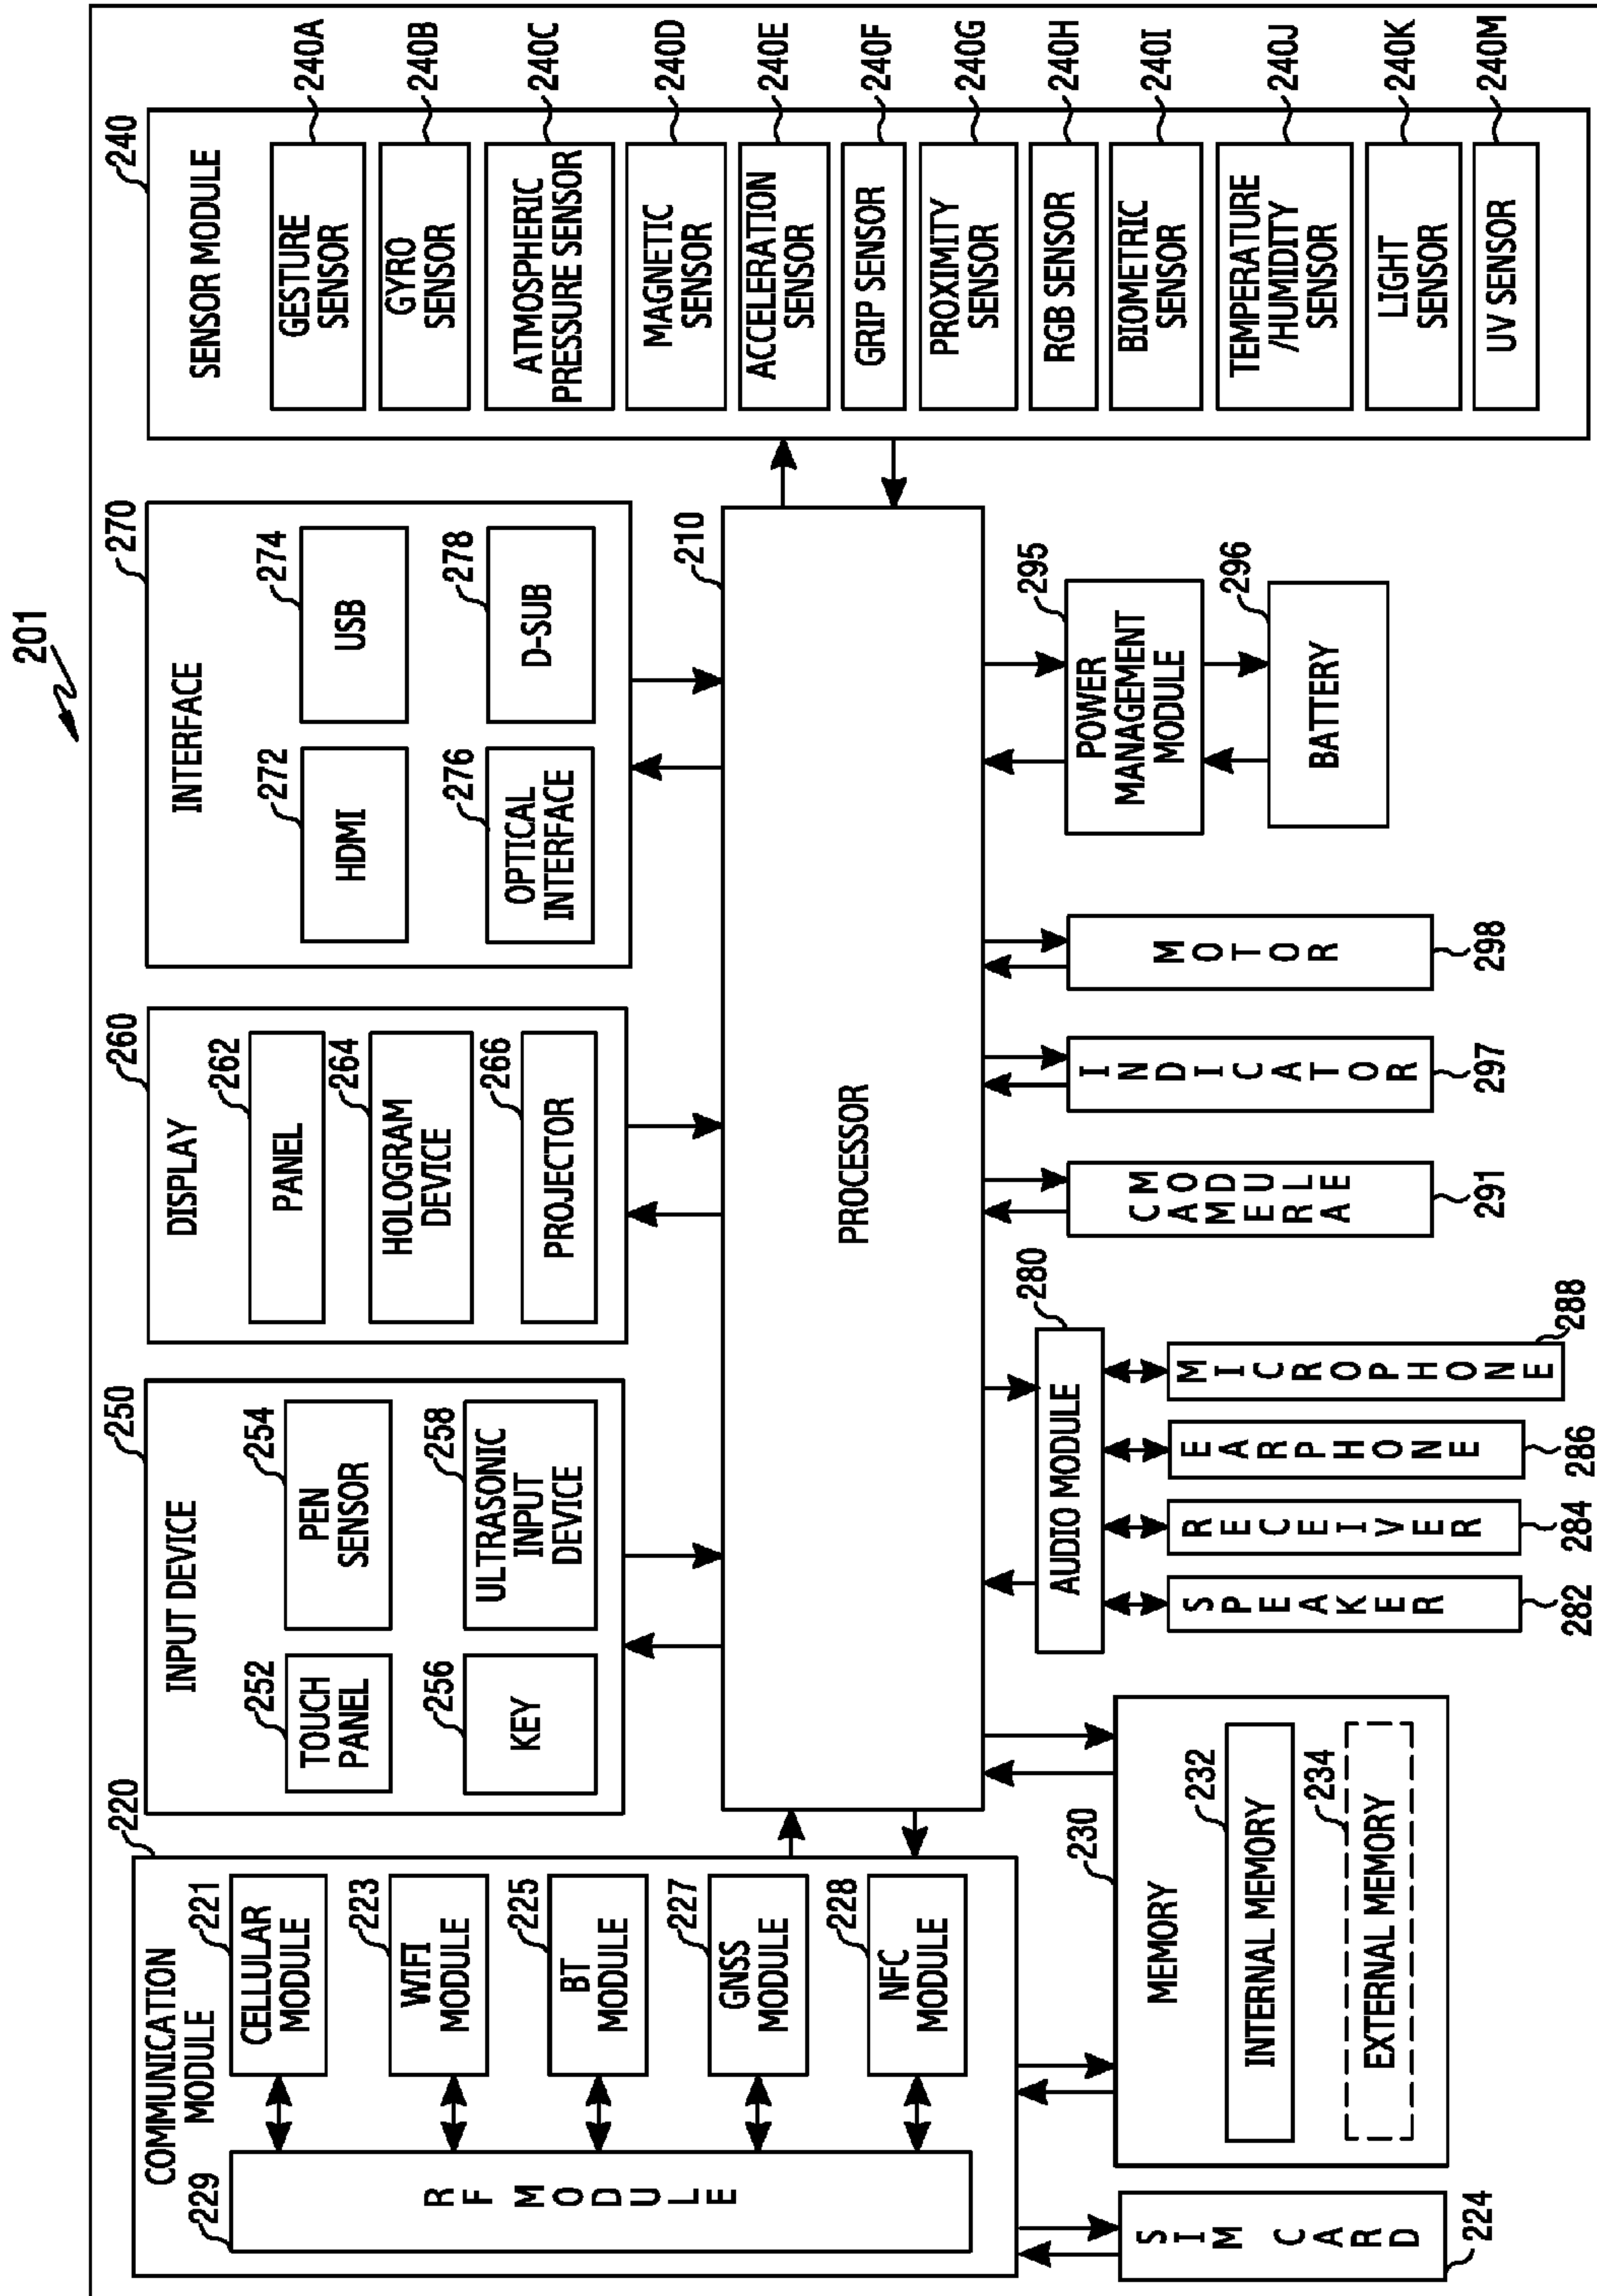 201
220
COMMUNICATION
MODULE
229
RF MODULE
221
CELLULAR
MODULE
223
WIFI
MODULE
225
BT
MODULE
227
GNSS
MODULE
228
NFC
MODULE
250
INPUT DEVICE
252
TOUCH
PANEL
254
PEN
SENSOR
256
KEY
258
ULTRASONIC
INPUT
DEVICE
260
DISPLAY
262
PANEL
264
HOLOGRAM
DEVICE
266
PROJECTOR
270
INTERFACE
272
HDMI
274
USB
276
OPTICAL
INTERFACE
278
D-SUB
240
SENSOR MODULE
GESTURE
SENSOR
240A
GYRO
SENSOR
240B
ATMOSPHERIC
PRESSURE SENSOR
240C
MAGNETIC
SENSOR
240D
ACCELERATION
SENSOR
240E
GRIP SENSOR
240F
PROXIMITY
SENSOR
240G
RGB SENSOR
240H
BIOMETRIC
SENSOR
240I
TEMPERATURE
/HUMIDITY
SENSOR
240J
LIGHT
SENSOR
240K
UV SENSOR
240M
210
PROCESSOR
SIM CARD
224
230
MEMORY
232
INTERNAL MEMORY
234
EXTERNAL MEMORY
280
AUDIO MODULE
SPEAKER
282
RECEIVER
284
EARPHONE
286
MICROPHONE
288
CAMERA
MODULE
291
INDICATOR
297
MOTOR
298
295
POWER
MANAGEMENT
MODULE
296
BATTERY